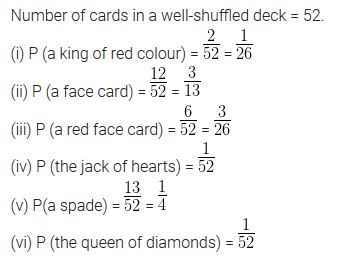 Number of cards in a well-shuffled deck = 52.
(i) P (a king of red colour) = 2/52 = 1/26
(ii) P (a face card) = 12/52 = 3/13
(iii) P (a red face card) = 6/52 = 3/26
(iv) P (the jack of hearts) = 1/52
(v) P(a spade) = 13/52 = 1/4
(vi) P (the queen of diamonds) = 1/52